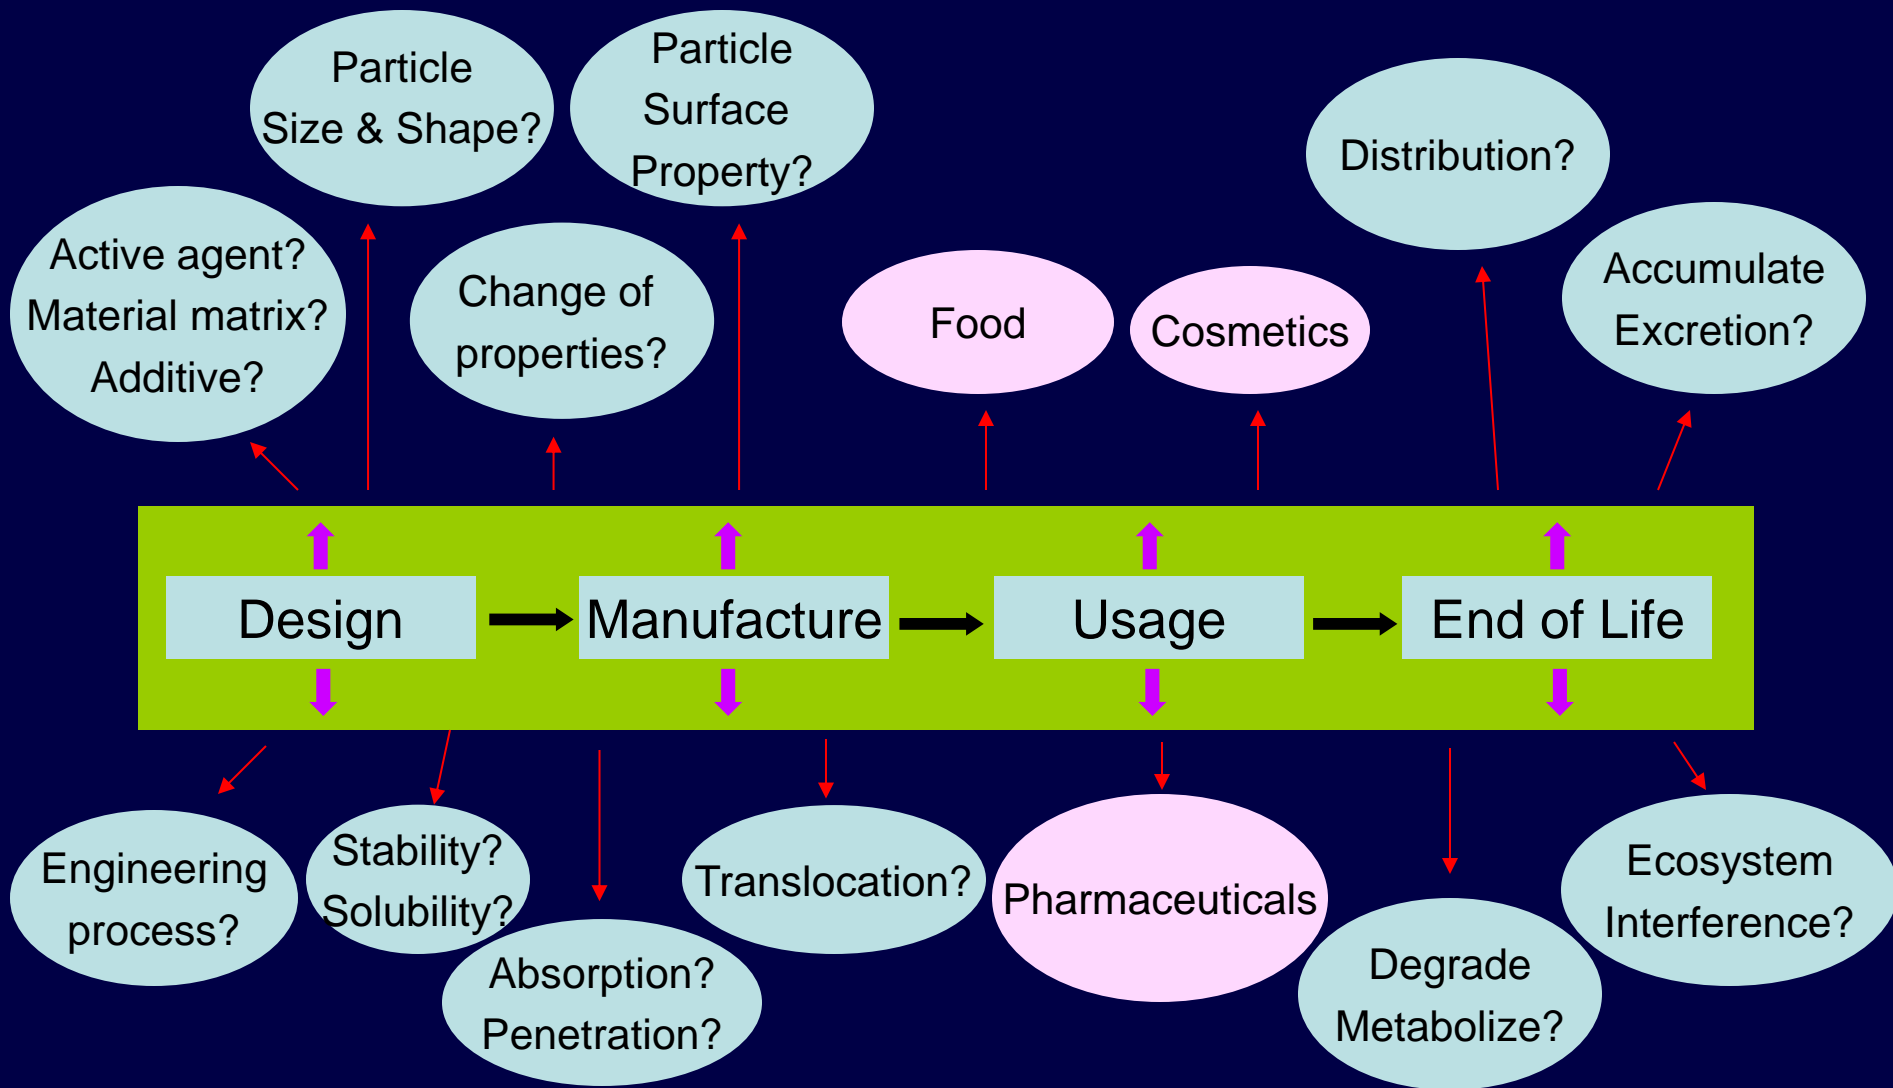 Particle
Size & Shape?
Particle
Surface
Property?
Distribution?
Active agent?
Material matrix?
Additive?
Change of
properties?
Food
Cosmetics
Accumulate
Excretion?
Design
Manufacture
Usage
End of Life
Engineering
process?
Stability?
Solubility?
Absorption?
Penetration?
Translocation?
Pharmaceuticals
Degrade
Metabolize?
Ecosystem
Interference?